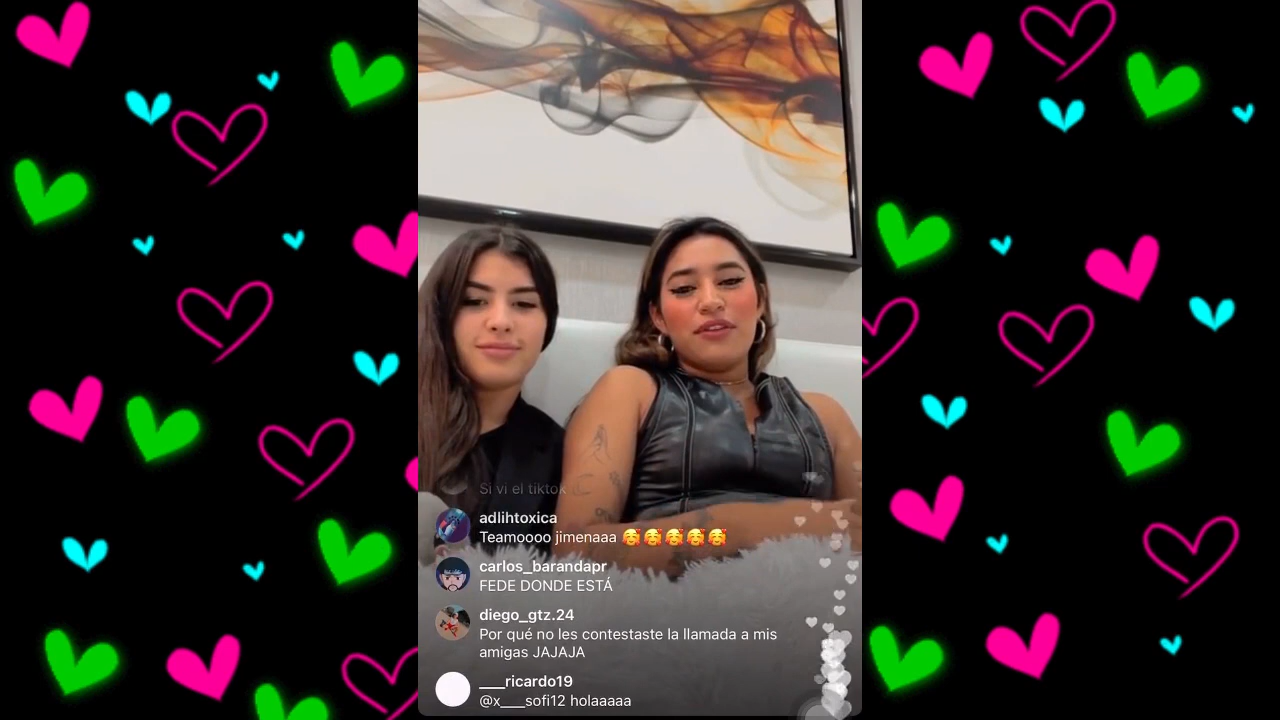 Si vi el tiktok
adlihtoxica
Teamoooo jimenaaa 🥰🥰🥰🥰🥰
carlos_barandapr
FEDE DONDE ESTÁ
diego_gtz.24
Por qué no les contestaste la llamada a mis
amigas JAJAJA
___ricardo19
@x___sofi12 holaaaaa